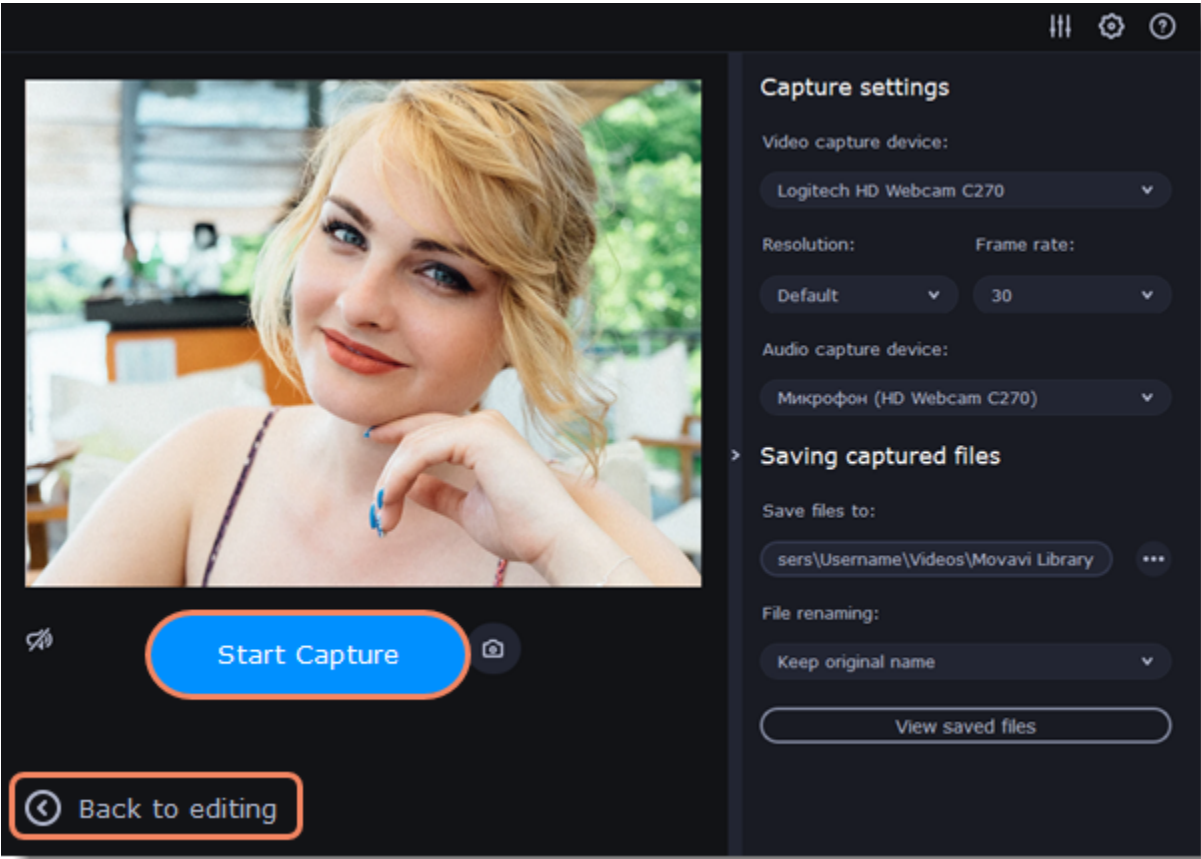 Capture settings
Video capture device:
Logitech HD Webcam C270
Resolution: Frame rate:
Default 30
Audio capture device:
Микрофон (HD Webcam C270)
Saving captured files
Save files to:
sers\Username\Videos\Movavi Library
File renaming:
Keep original name
View saved files
Start Capture
Back to editing